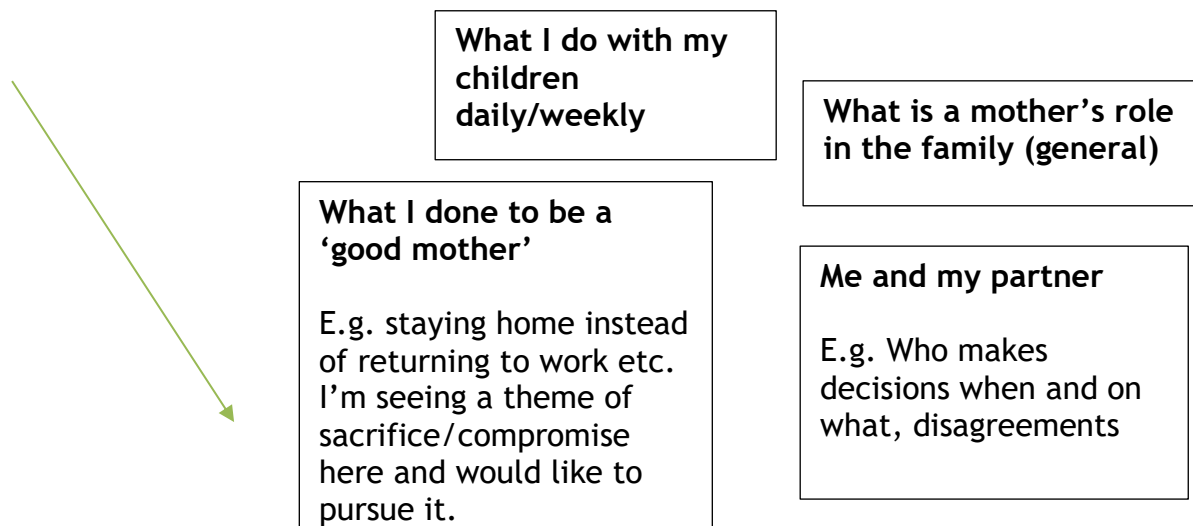 What I do with my
children
daily/weekly
What is a mother’s role
in the family (general)
What I done to be a
‘good mother’
E.g. staying home instead
of returning to work etc.
I’m seeing a theme of
sacrifice/compromise
here and would like to
pursue it.
Me and my partner
E.g. Who makes
decisions when and on
what, disagreements